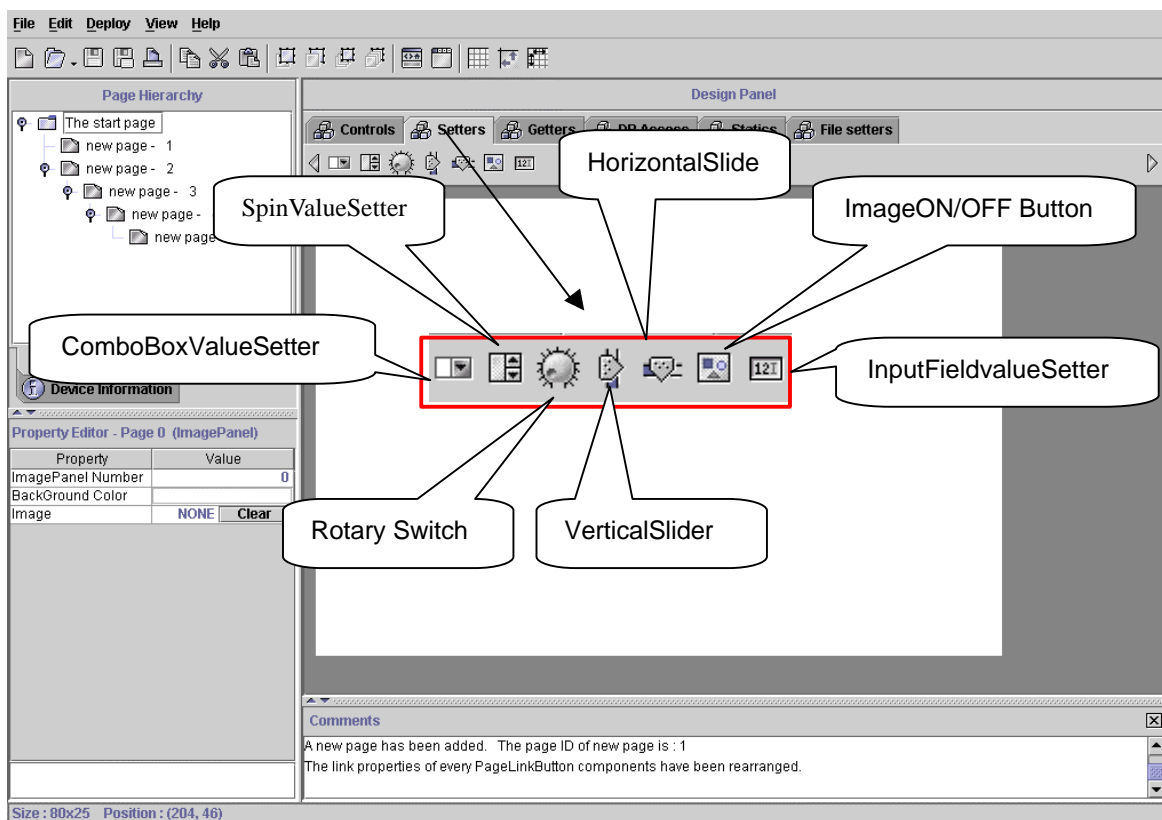 File Edit Deploy View Help
Page Hierarchy
The start page
new page - 1
new page - 2
new page - 3
new page -
new page
Device Information
Design Panel
Controls Setters Getters DB Access Statics File setters
HorizontalSlide
SpinValueSetter
ImageON/OFF Button
ComboBoxValueSetter
InputFieldvalueSetter
Rotary Switch
VerticalSlider
Property Editor - Page 0 (ImagePanel)
Property Value
ImagePanel Number 0
BackGround Color
Image NONE Clear
Comments
A new page has been added. The page ID of new page is : 1
The link properties of every PageLinkButton components have been rearranged.
Size : 80x25 Position : (204, 46)